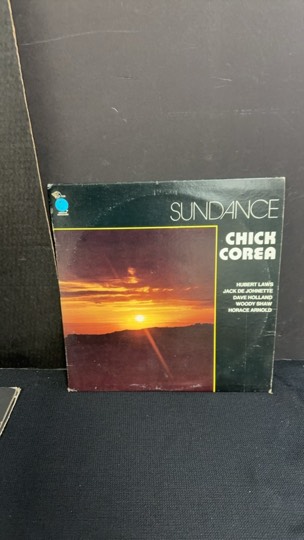 SUNDANCE
CHICK
COREA
HUBERT LAWS
JACK DE JOHNETTE
DAVE HOLLAND
WOODY SHAW
HORACE ARNOLD